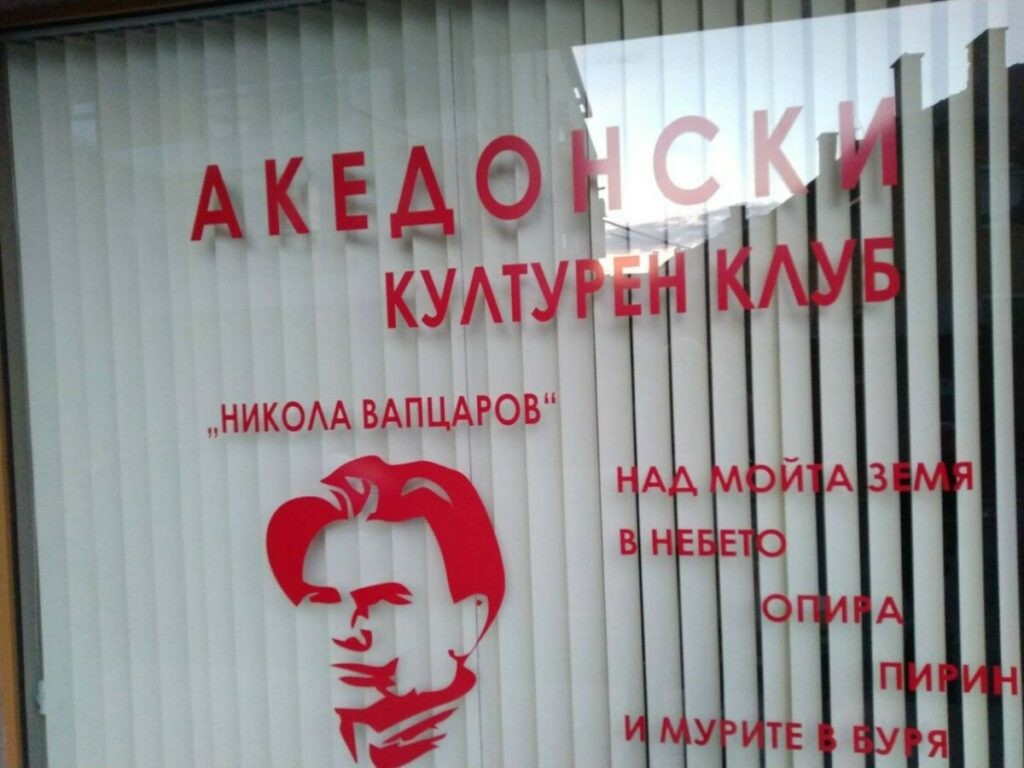 АКЕДОНСКИ
КУЛТУРЕН КЛУБ
„НИКОЛА ВАПЦАРОВ“
НАД МОЙТА ЗЕМЯ
В НЕБЕТО
ОПИРА
ПИРИН
И МУРИТЕ В БУРЯ